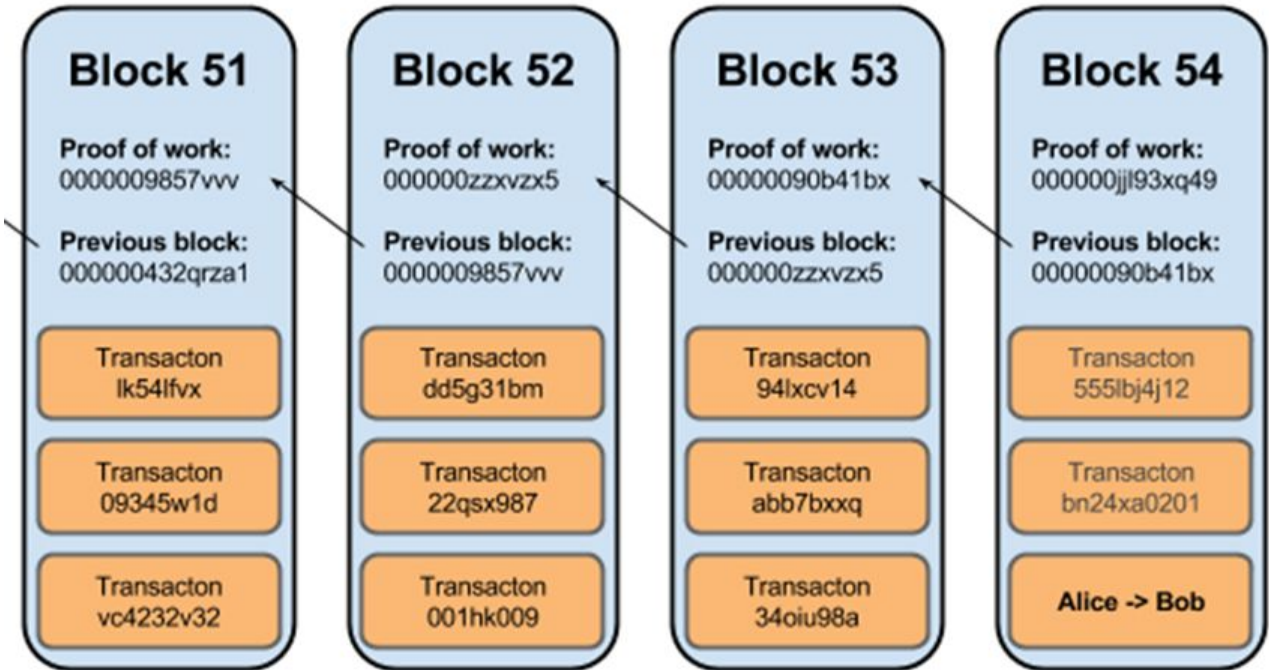 Block 51
Proof of work:
0000009857vvv
Previous block:
000000432qrza1
Transacton
lk54lfvx
Transacton
09345w1d
Transacton
vc4232v32
Block 52
Proof of work:
000000zzxvzx5
Previous block:
0000009857vvv
Transacton
dd5g31bm
Transacton
22qsx987
Transacton
001hk009
Block 53
Proof of work:
00000090b41bx
Previous block:
000000zzxvzx5
Transacton
94lxcv14
Transacton
abb7bxxq
Transacton
34oiu98a
Block 54
Proof of work:
000000jjl93xq49
Previous block:
00000090b41bx
Transacton
555lbj4j12
Transacton
bn24xa0201
Alice -> Bob